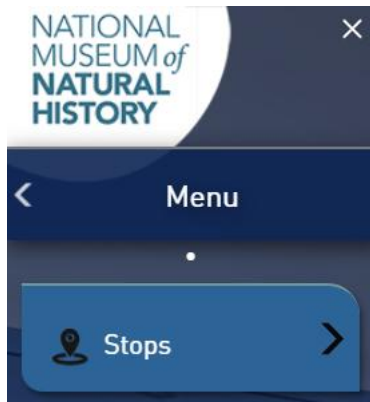 NATIONAL
MUSEUM of
NATURAL
HISTORY
Menu
Stops